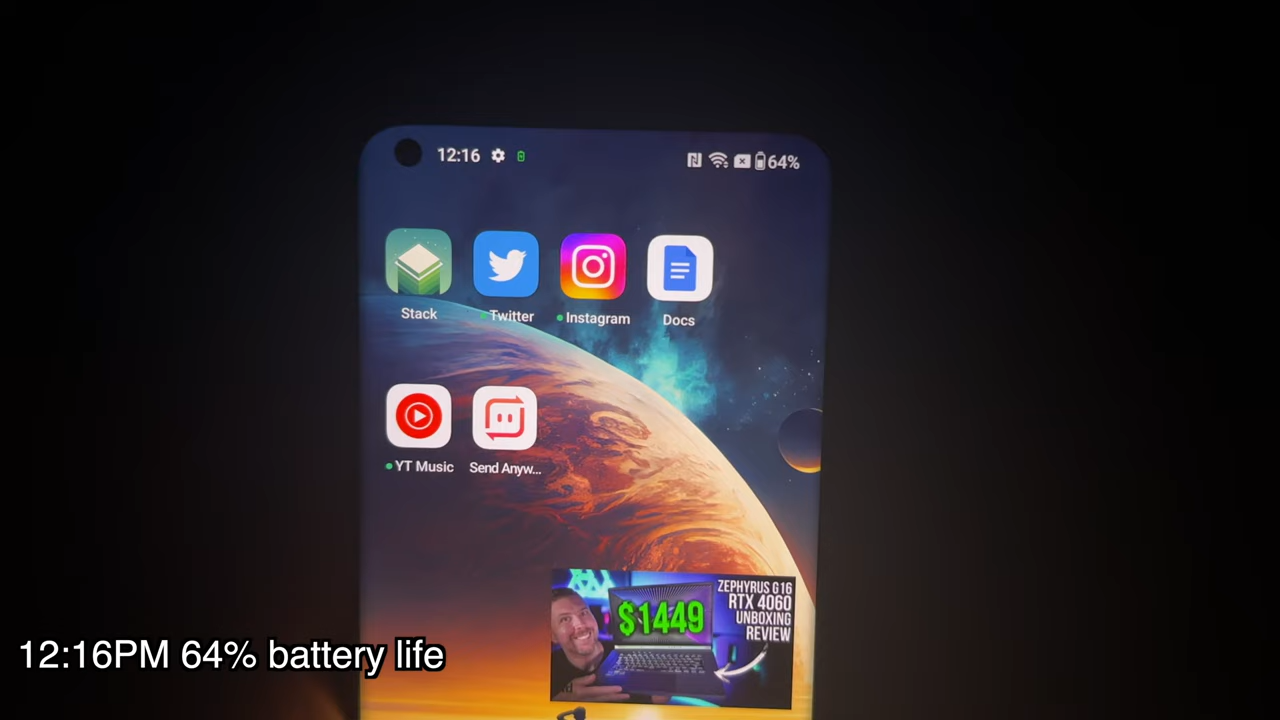 12:16
64%
Stack
Twitter
Instagram
Docs
YT Music
Send Anyw...
ZEPHYRUS G16
RTX 4060
UNBOXING
REVIEW
$1449
12:16PM 64% battery life